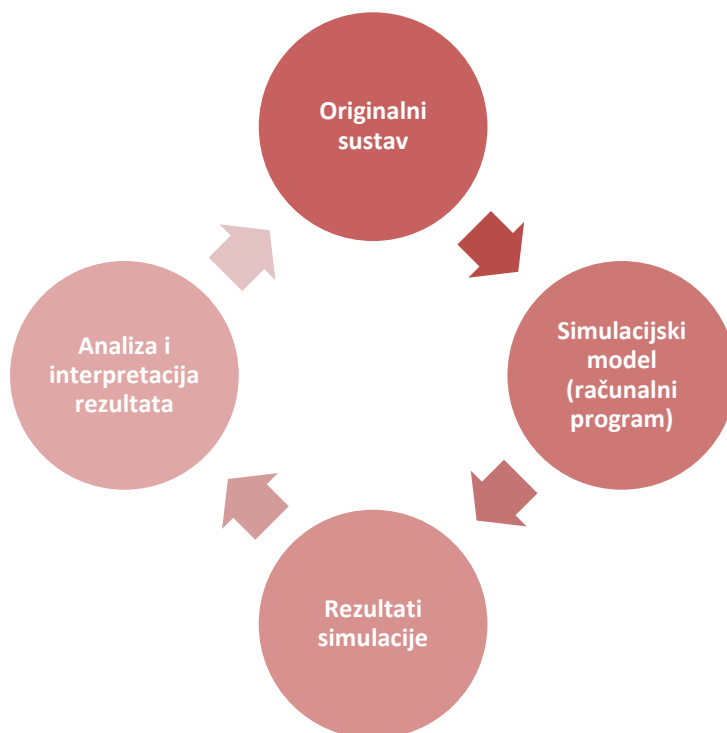 Originalni
sustav
Simulacijski
model
(računalni
program)
Rezultati
simulacije
Analiza i
interpretacija
rezultata